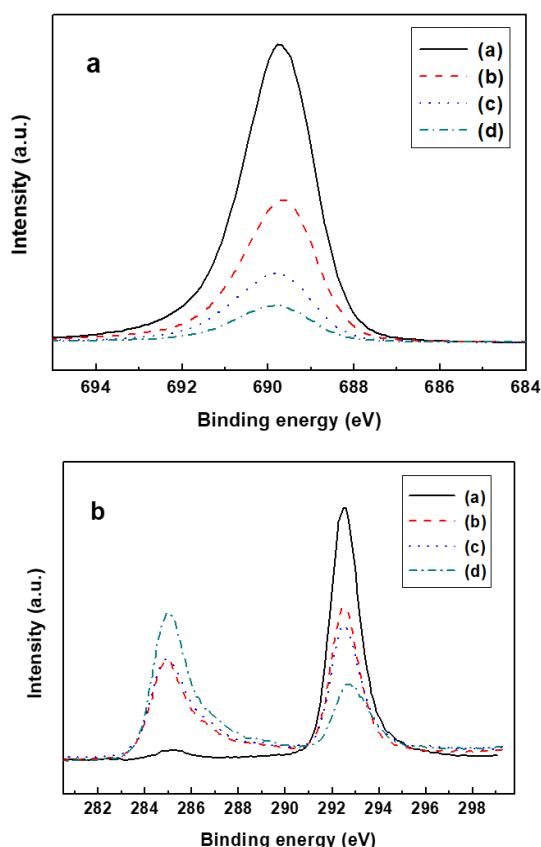 a
(a)
(b)
(c)
(d)
Intensity (a.u.)
694 692 690 688 686 684
Binding energy (eV)
b
(a)
(b)
(c)
(d)
Intensity (a.u.)
282 284 286 288 290 292 294 296 298
Binding energy (eV)